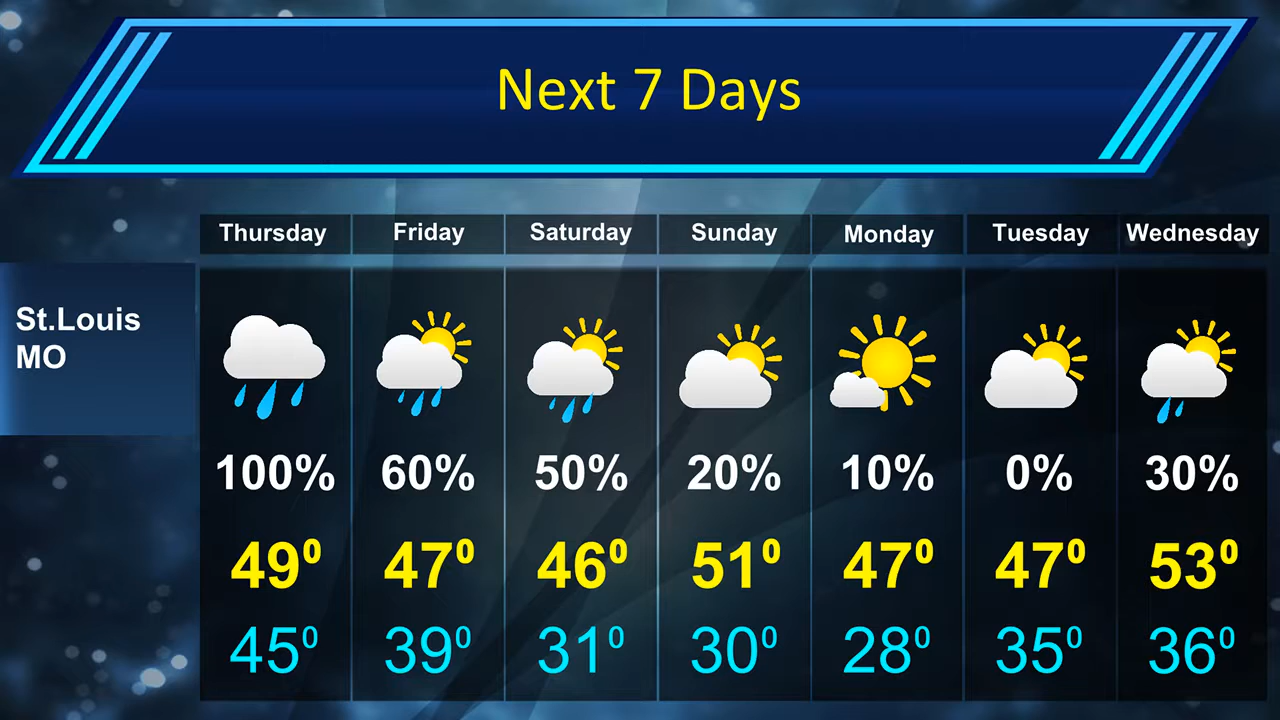 Next 7 Days
Thursday Friday Saturday Sunday Monday Tuesday Wednesday
St.Louis
MO
100% 60% 50% 20% 10% 0% 30%
49⁰ 47⁰ 46⁰ 51⁰ 47⁰ 47⁰ 53⁰
45⁰ 39⁰ 31⁰ 30⁰ 28⁰ 35⁰ 36⁰